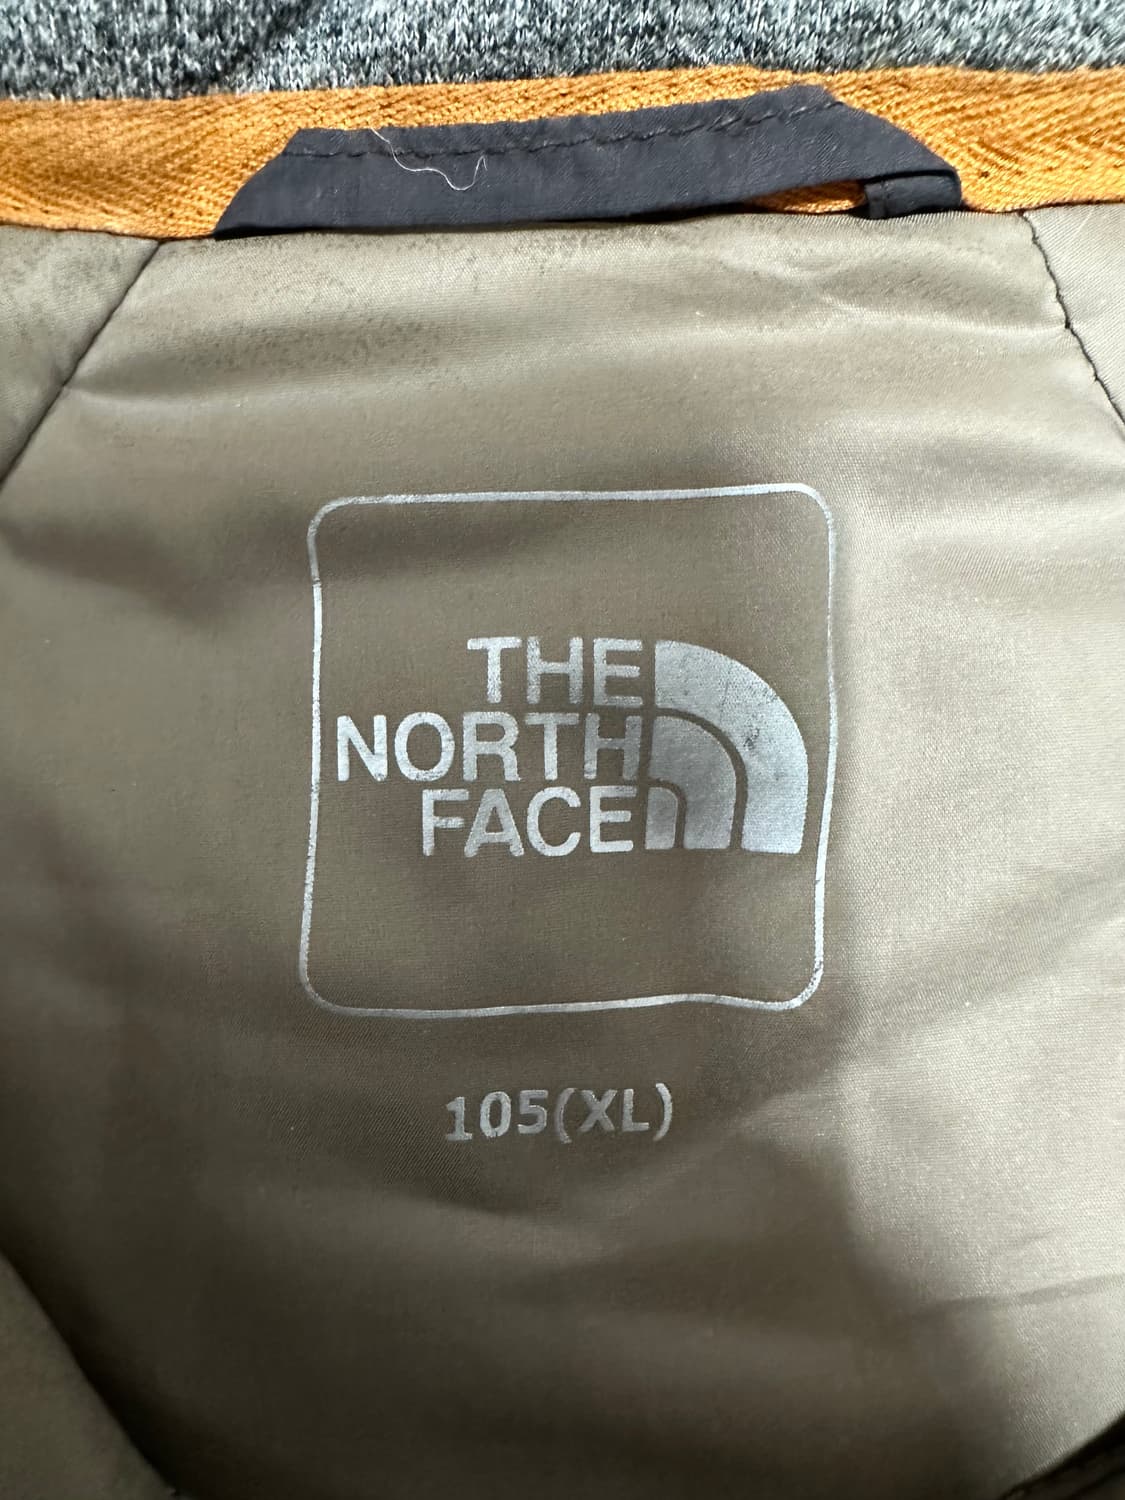 THE
NORTH
FACE
105(XL)